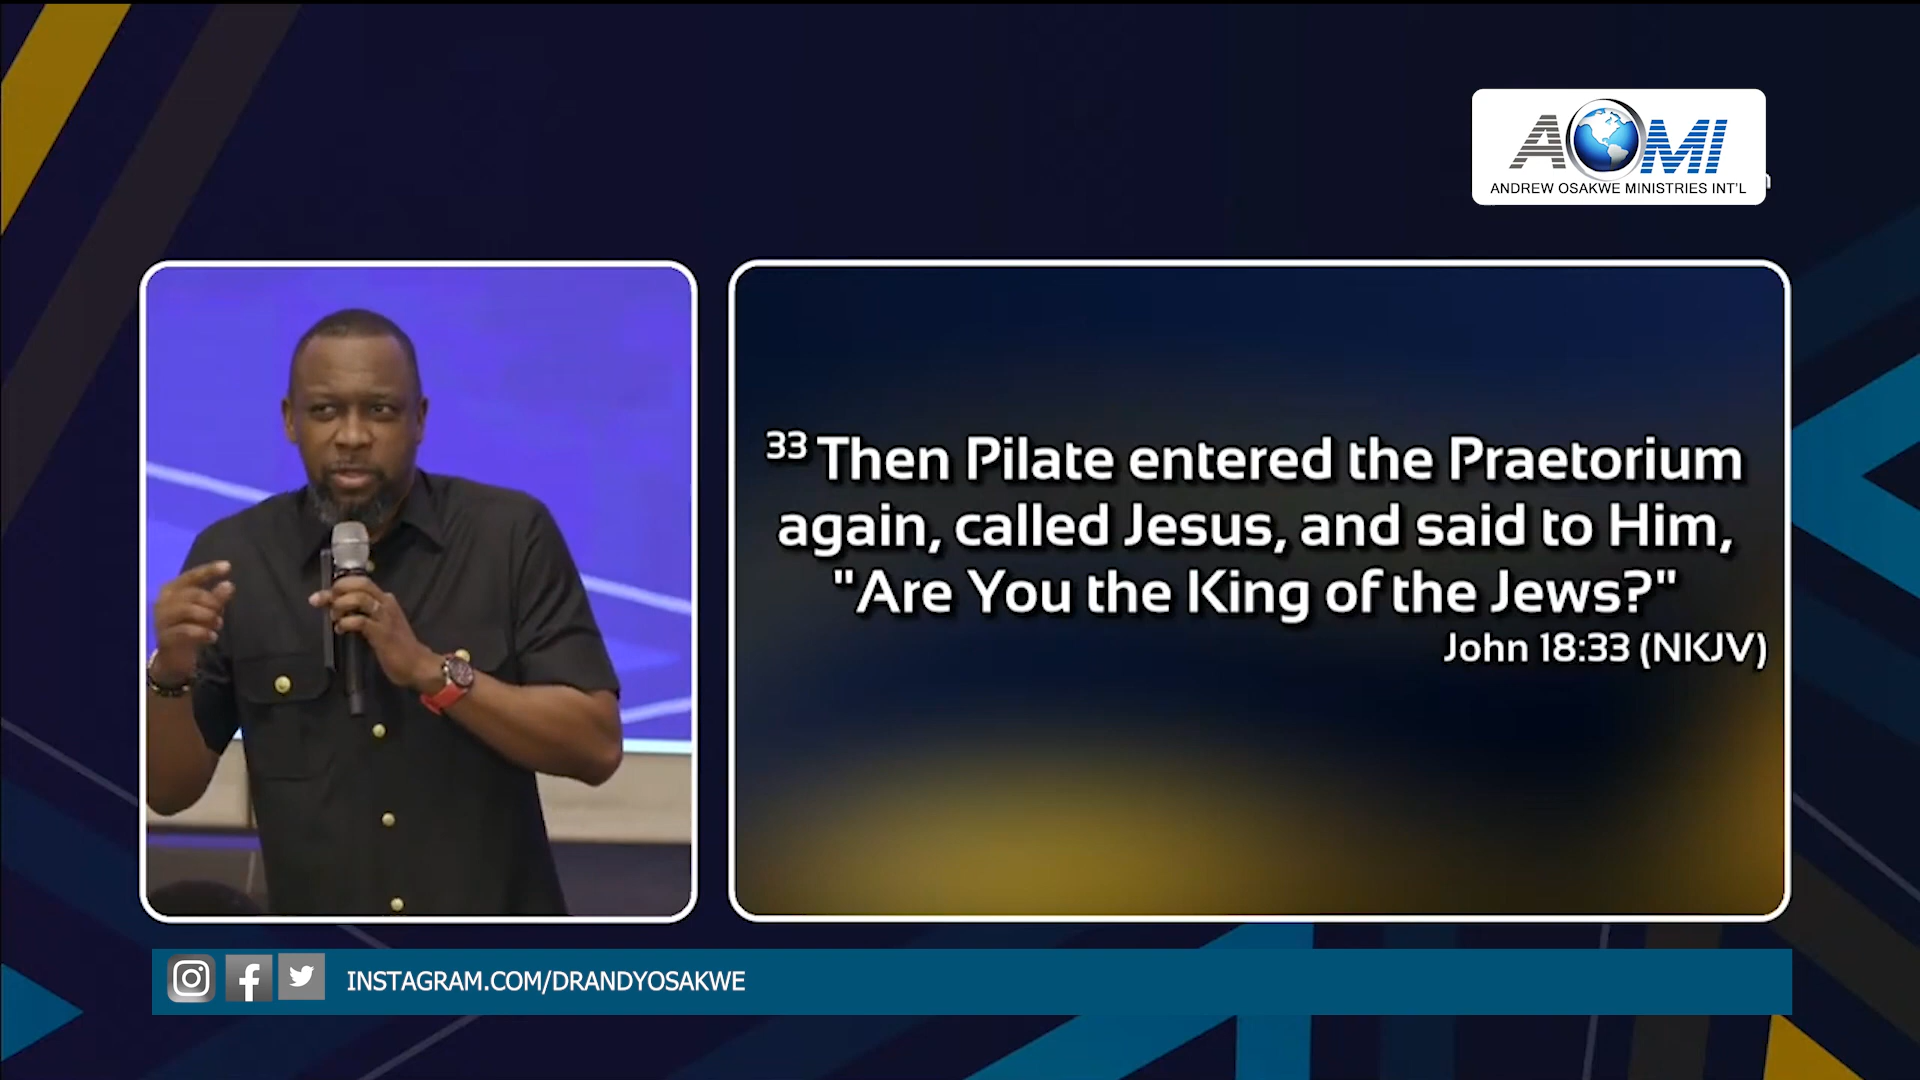 AOMI
ANDREW OSAKWE MINISTRIES INT'L
33 Then Pilate entered the Praetorium
again, called Jesus, and said to Him,
"Are You the King of the Jews?"
John 18:33 (NKJV)
INSTAGRAM.COM/DRANDYOSAKWE